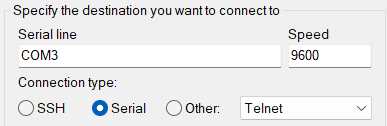 Specify the destination you want to connect to
Serial line Speed
COM3 9600
Connection type:
SSH Serial Other: Telnet